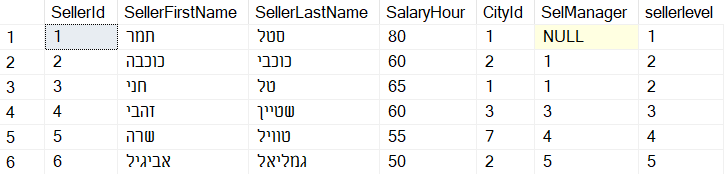 SellerId SellerFirstName SellerLastName SalaryHour CityId SelManager sellerlevel
1 1 תמר סטל 80 1 NULL 1
2 2 כוכבה כוכבי 60 2 1 2
3 3 חני טל 65 1 1 2
4 4 זהבי שטייך 60 3 3 3
5 5 שרה טוויל 55 7 4 4
6 6 אביגיל גמליאל 50 2 5 5